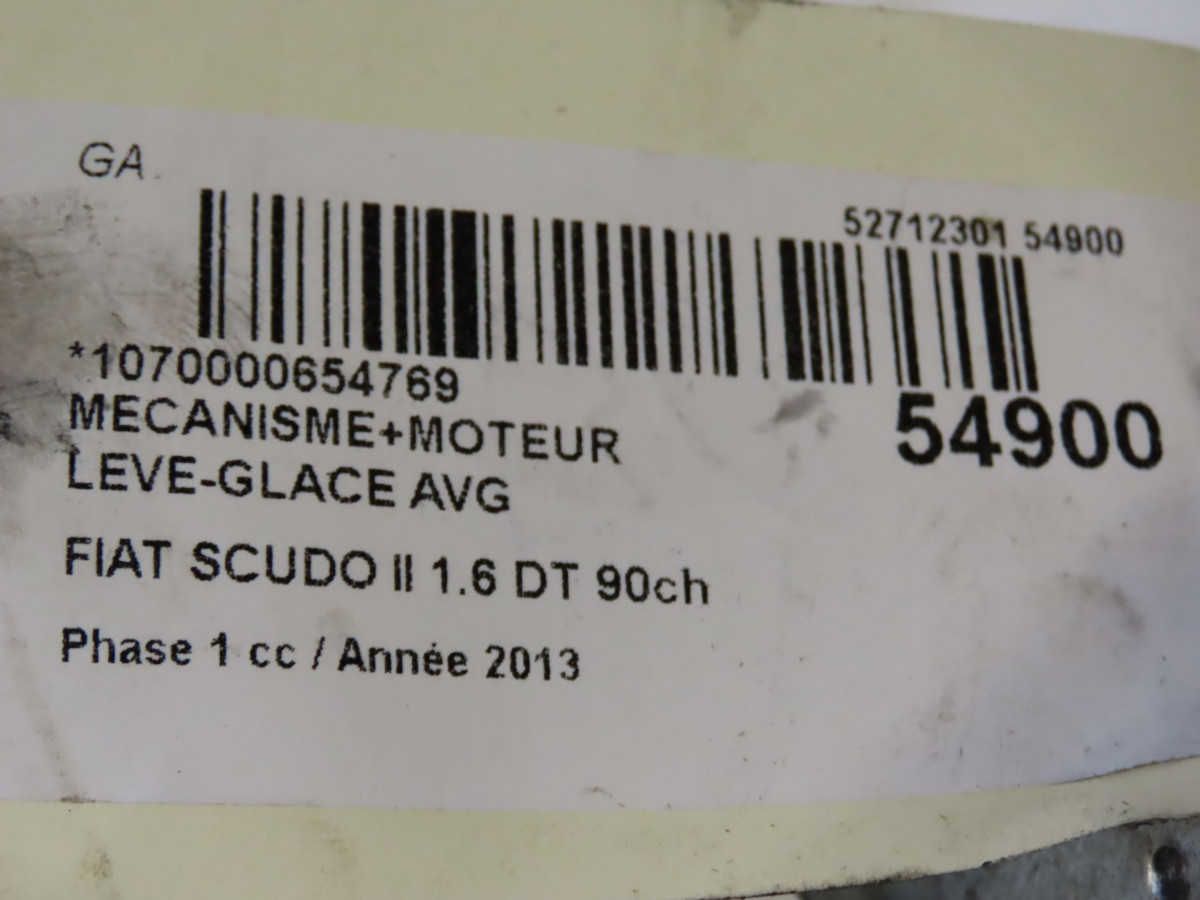 GA
52712301 54900
*1070000654769
54900
MECANISME+MOTEUR
LEVE-GLACE AVG
FIAT SCUDO II 1.6 DT 90ch
Phase 1 cc / Année 2013